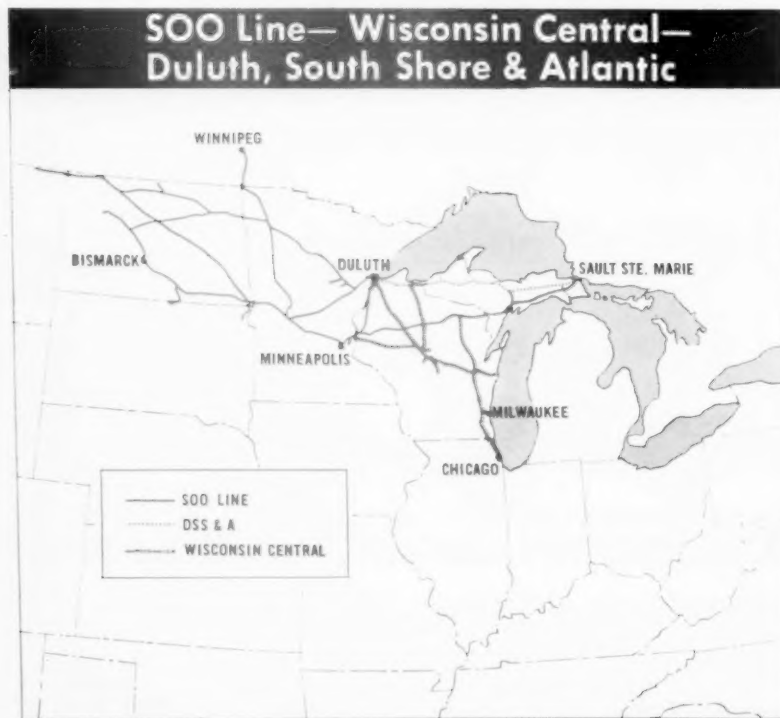 SOO Line— Wisconsin Central—
Duluth, South Shore & Atlantic
WINNIPEG
BISMARCK
DULUTH
SAULT STE. MARIE
MINNEAPOLIS
MILWAUKEE
CHICAGO
SOO LINE
DSS & A
WISCONSIN CENTRAL